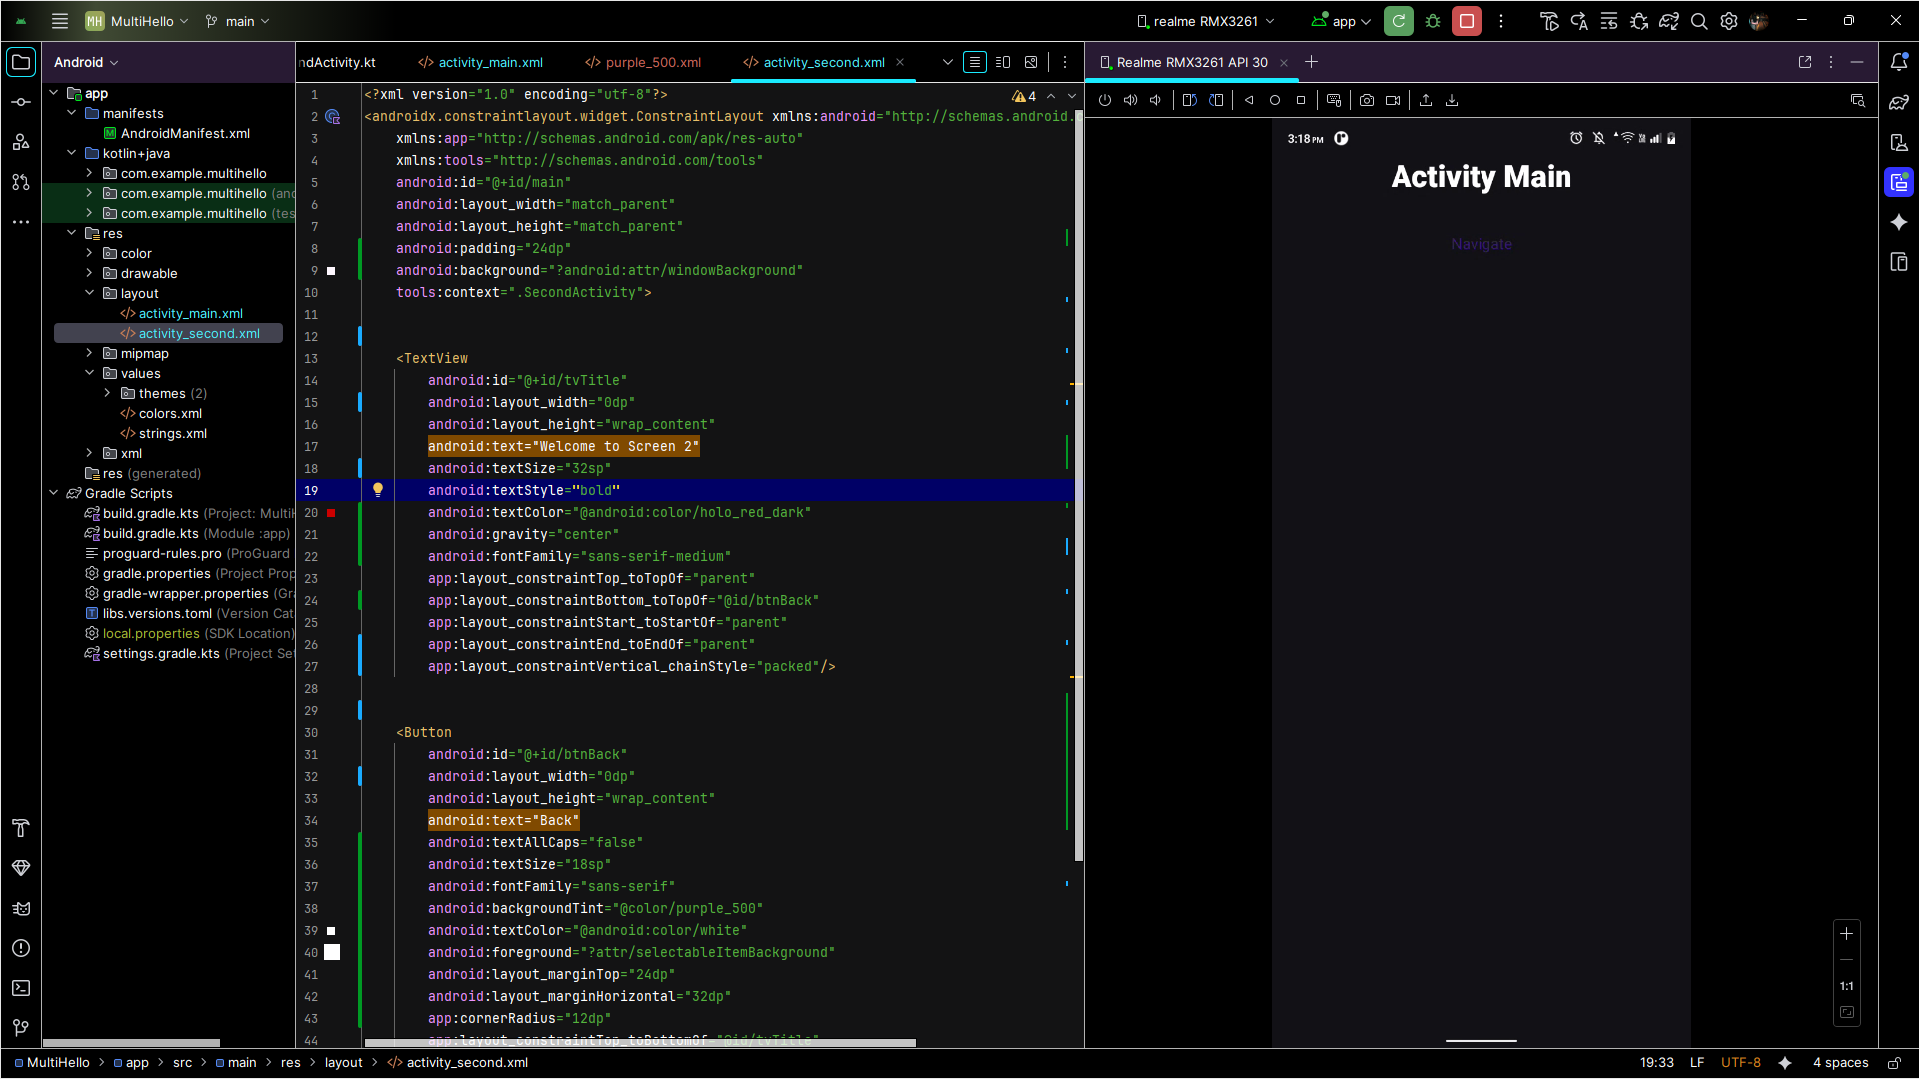 MH MultiHello main
realme RMX3261 app
Android
ndActivity.kt activity_main.xml purple_500.xml activity_second.xml
Realme RMX3261 API 30
app
manifests
AndroidManifest.xml
kotlin+java
com.example.multihello
com.example.multihello (and
com.example.multihello (tes
res
color
drawable
layout
activity_main.xml
activity_second.xml
mipmap
values
themes (2)
colors.xml
strings.xml
xml
res (generated)
Gradle Scripts
build.gradle.kts (Project: MultiH
build.gradle.kts (Module :app)
proguard-rules.pro (ProGuard
gradle.properties (Project Prop
gradle-wrapper.properties (Gra
libs.versions.toml (Version Cat
local.properties (SDK Location)
settings.gradle.kts (Project Set
4
1 <?xml version="1.0" encoding="utf-8"?>
2 <androidx.constraintlayout.widget.ConstraintLayout xmlns:android="http://schemas.android.c
3 xmlns:app="http://schemas.android.com/apk/res-auto"
4 xmlns:tools="http://schemas.android.com/tools"
5 android:id="@+id/main"
6 android:layout_width="match_parent"
7 android:layout_height="match_parent"
8 android:padding="24dp"
9 android:background="?android:attr/windowBackground"
10 tools:context=".SecondActivity">
11
12
13 <TextView
14 android:id="@+id/tvTitle"
15 android:layout_width="0dp"
16 android:layout_height="wrap_content"
17 android:text="Welcome to Screen 2"
18 android:textSize="32sp"
19 android:textStyle="bold"
20 android:textColor="@android:color/holo_red_dark"
21 android:gravity="center"
22 android:fontFamily="sans-serif-medium"
23 app:layout_constraintTop_toTopOf="parent"
24 app:layout_constraintBottom_toTopOf="@id/btnBack"
25 app:layout_constraintStart_toStartOf="parent"
26 app:layout_constraintEnd_toEndOf="parent"
27 app:layout_constraintVertical_chainStyle="packed"/>
28
29
30 <Button
31 android:id="@+id/btnBack"
32 android:layout_width="0dp"
33 android:layout_height="wrap_content"
34 android:text="Back"
35 android:textAllCaps="false"
36 android:textSize="18sp"
37 android:fontFamily="sans-serif"
38 android:backgroundTint="@color/purple_500"
39 android:textColor="@android:color/white"
40 android:foreground="?attr/selectableItemBackground"
41 android:layout_marginTop="24dp"
42 android:layout_marginHorizontal="32dp"
43 app:cornerRadius="12dp"
44 app:layout_constraintTop_toBottomOf="@id/tvTitle"
3:18 PM
Activity Main
Navigate
1:1
MultiHello app src main res layout activity_second.xml
19:33 LF UTF-8 4 spaces